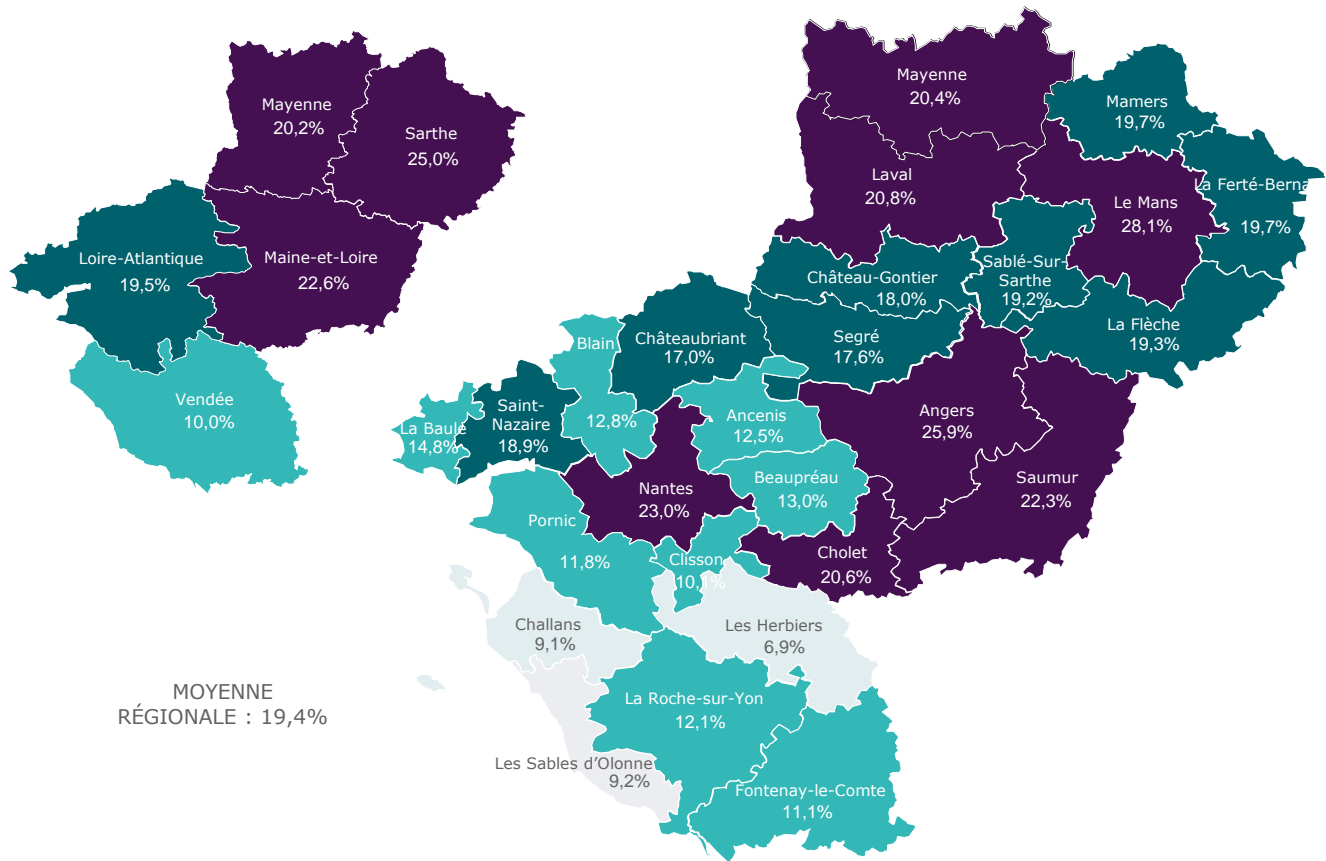 Mayenne
20,2%
Sarthe
25,0%
Loire-Atlantique
19,5%
Maine-et-Loire
22,6%
Vendée
10,0%
MOYENNE
RÉGIONALE : 19,4%
Mayenne
20,4%
Mamers
19,7%
Laval
20,8%
La Ferté-Berna
19,7%
Le Mans
28,1%
Château-Gontier
18,0%
Sablé-Sur-
Sarthe
19,2%
La Flèche
19,3%
Châteaubriant
17,0%
Segré
17,6%
Blain
12,8%
La Baule
14,8%
Saint-
Nazaire
18,9%
Ancenis
12,5%
Angers
25,9%
Nantes
23,0%
Beaupréau
13,0%
Saumur
22,3%
Pornic
11,8%
Clisson
10,1%
Cholet
20,6%
Challans
9,1%
Les Herbiers
6,9%
La Roche-sur-Yon
12,1%
Les Sables d’Olonne
9,2%
Fontenay-le-Comte
11,1%